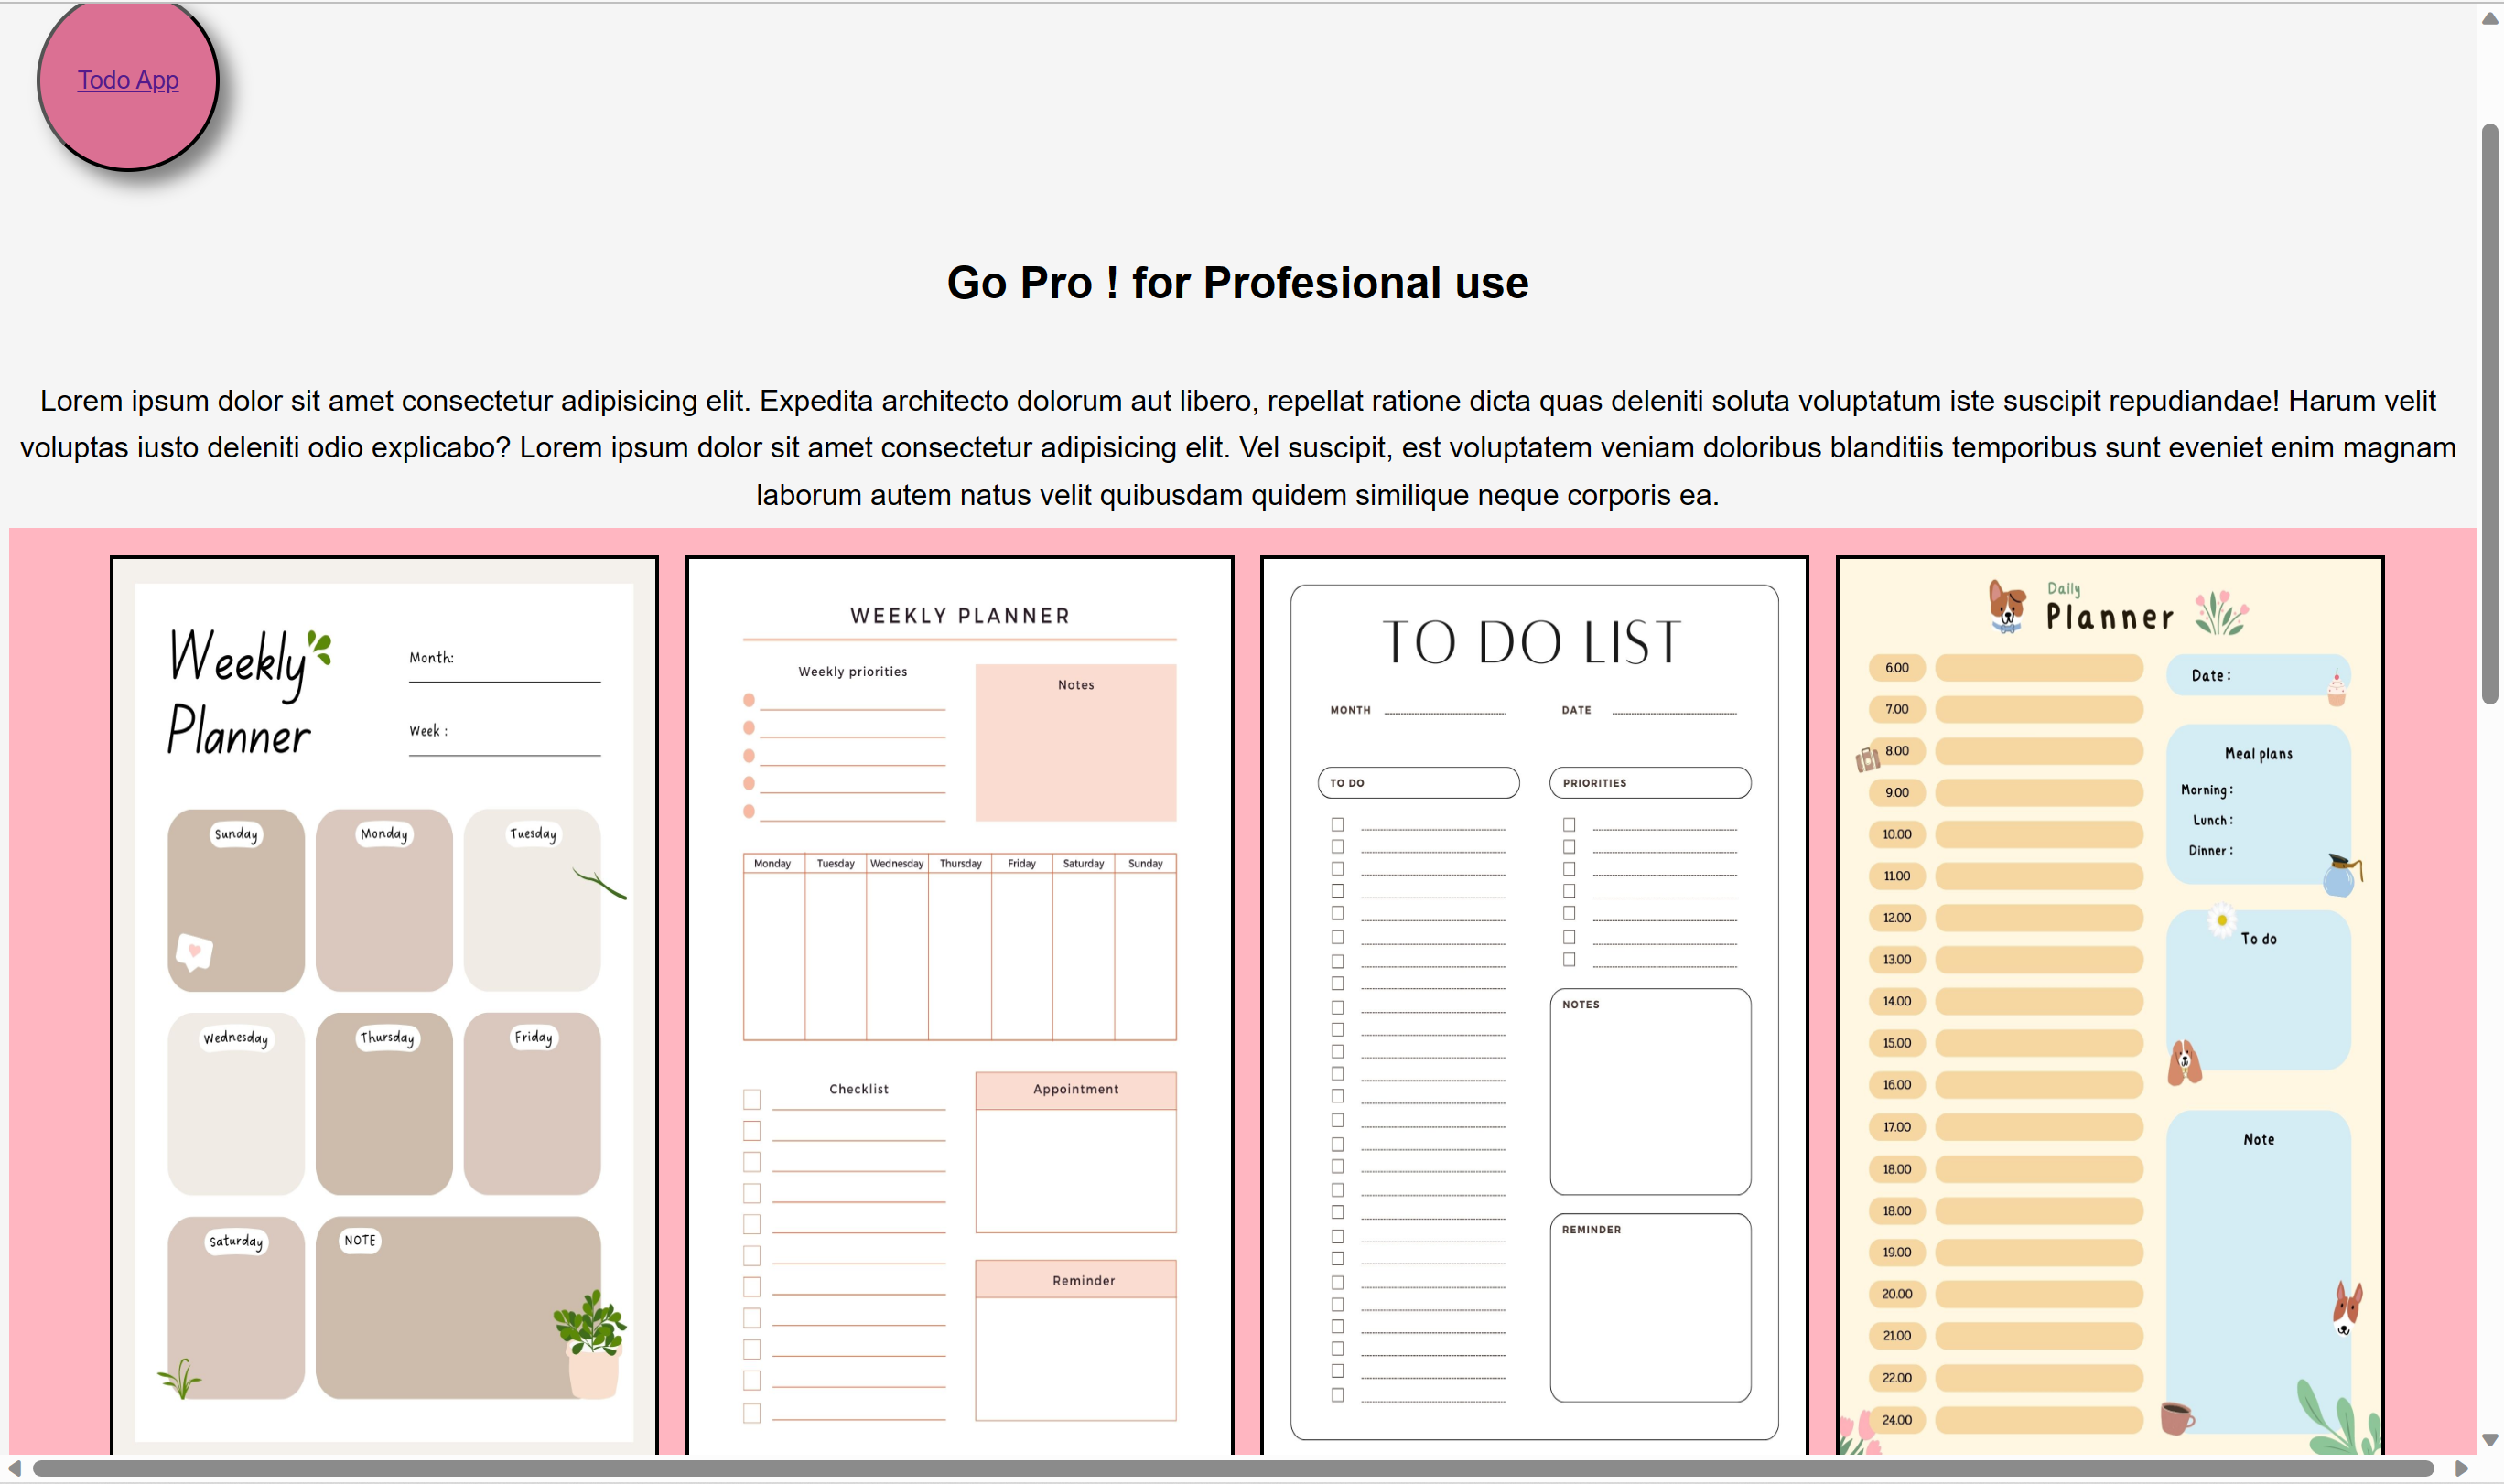 Todo App
Go Pro ! for Profesional use
Lorem ipsum dolor sit amet consectetur adipisicing elit. Expedita architecto dolorum aut libero, repellat ratione dicta quas deleniti soluta voluptatum iste suscipit repudiandae! Harum velit
voluptas iusto deleniti odio explicabo? Lorem ipsum dolor sit amet consectetur adipisicing elit. Vel suscipit, est voluptatem veniam doloribus blanditiis temporibus sunt eveniet enim magnam
laborum autem natus velit quibusdam quidem similique neque corporis ea.
Weekly
Planner
Month:
Week :
Sunday
Monday
Tuesday
Wednesday
Thursday
Friday
Saturday
NOTE
WEEKLY PLANNER
Weekly priorities
Notes
Monday Tuesday Wednesday Thursday Friday Saturday Sunday
Checklist
Appointment
Reminder
TO DO LIST
MONTH
DATE
TO DO
PRIORITIES
NOTES
REMINDER
Daily
Planner
6.00
7.00
8.00
9.00
10.00
11.00
12.00
13.00
14.00
15.00
16.00
17.00
18.00
18.00
19.00
20.00
21.00
22.00
24.00
Date :
Meal plans
Morning :
Lunch :
Dinner :
To do
Note